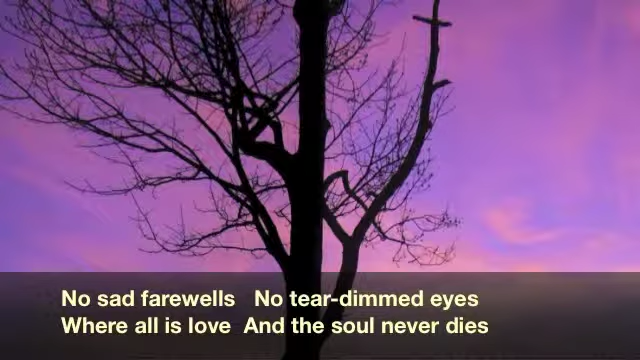 No sad farewells   No tear-dimmed eyes
Where all is love  And the soul never dies